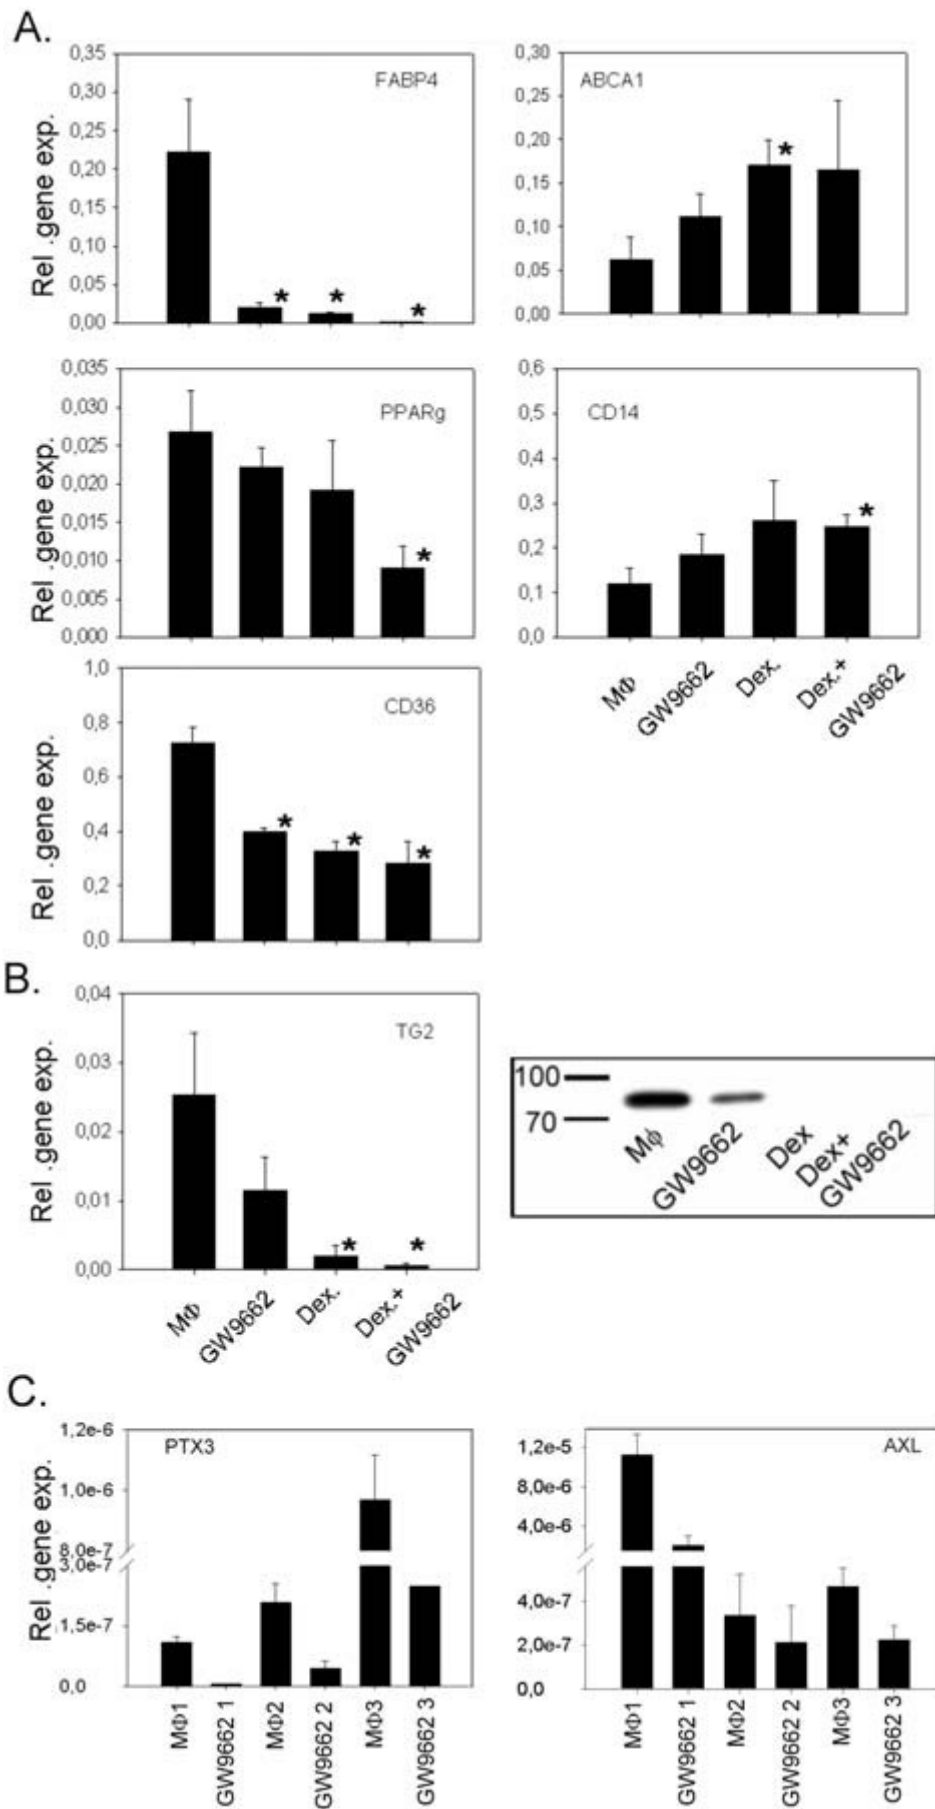 A.
0,35
0,30
0,25
0,20
0,15
0,10
0,05
0,00
Rel .gene exp.
FABP4
*
*
*
0,30
0,25
0,20
0,15
0,10
0,05
0,00
ABCA1
*
0,035
0,030
0,025
0,020
0,015
0,010
0,005
0,000
Rel .gene exp.
PPARg
*
0,6
0,5
0,4
0,3
0,2
0,1
0,0
CD14
*
MΦ
GW9662
Dex.
Dex.+
GW9662
1,0
0,8
0,6
0,4
0,2
0,0
Rel .gene exp.
CD36
*
*
*
B.
0,04
0,03
0,02
0,01
0,00
Rel .gene exp.
TG2
*
*
MΦ
GW9662
Dex.
Dex.+
GW9662
100
70
Mϕ
GW9662
Dex
Dex+
GW9662
C.
1,2e-6
1,0e-6
8,0e-7
3,0e-7
1,5e-7
0,0
Rel .gene exp.
PTX3
MΦ1
GW9662 1
MΦ2
GW9662 2
MΦ3
GW9662 3
1,2e-5
8,0e-6
4,0e-6
4,0e-7
2,0e-7
0,0
AXL
MΦ1
GW9662 1
MΦ2
GW9662 2
MΦ3
GW9662 3